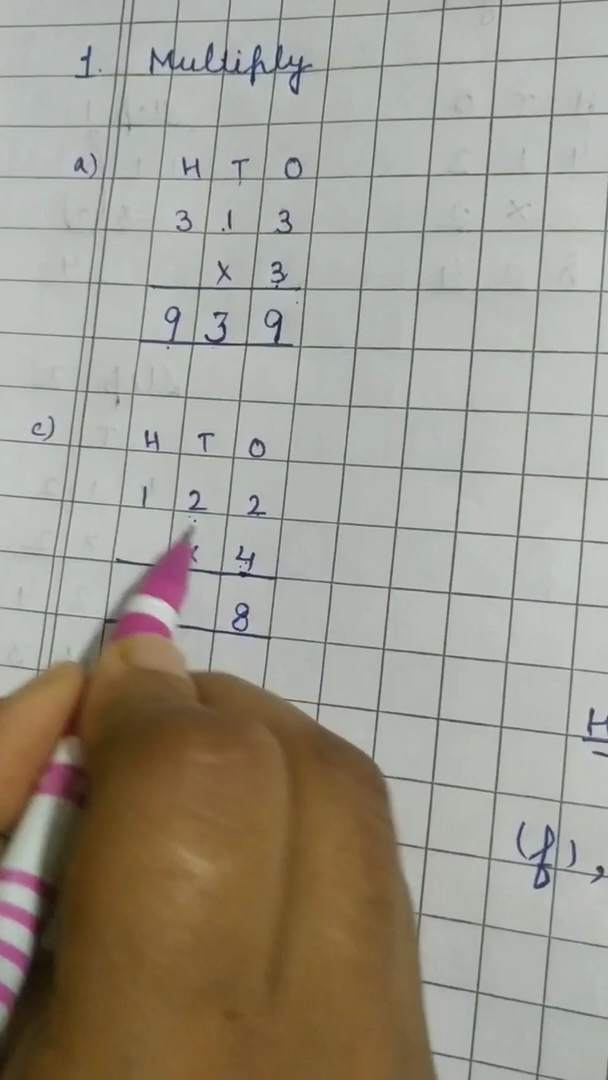 1. Multiply
a) H T O
3 1 3
x 3
9 3 9
c) H T O
1 2 2
x 4
8
H
(f),